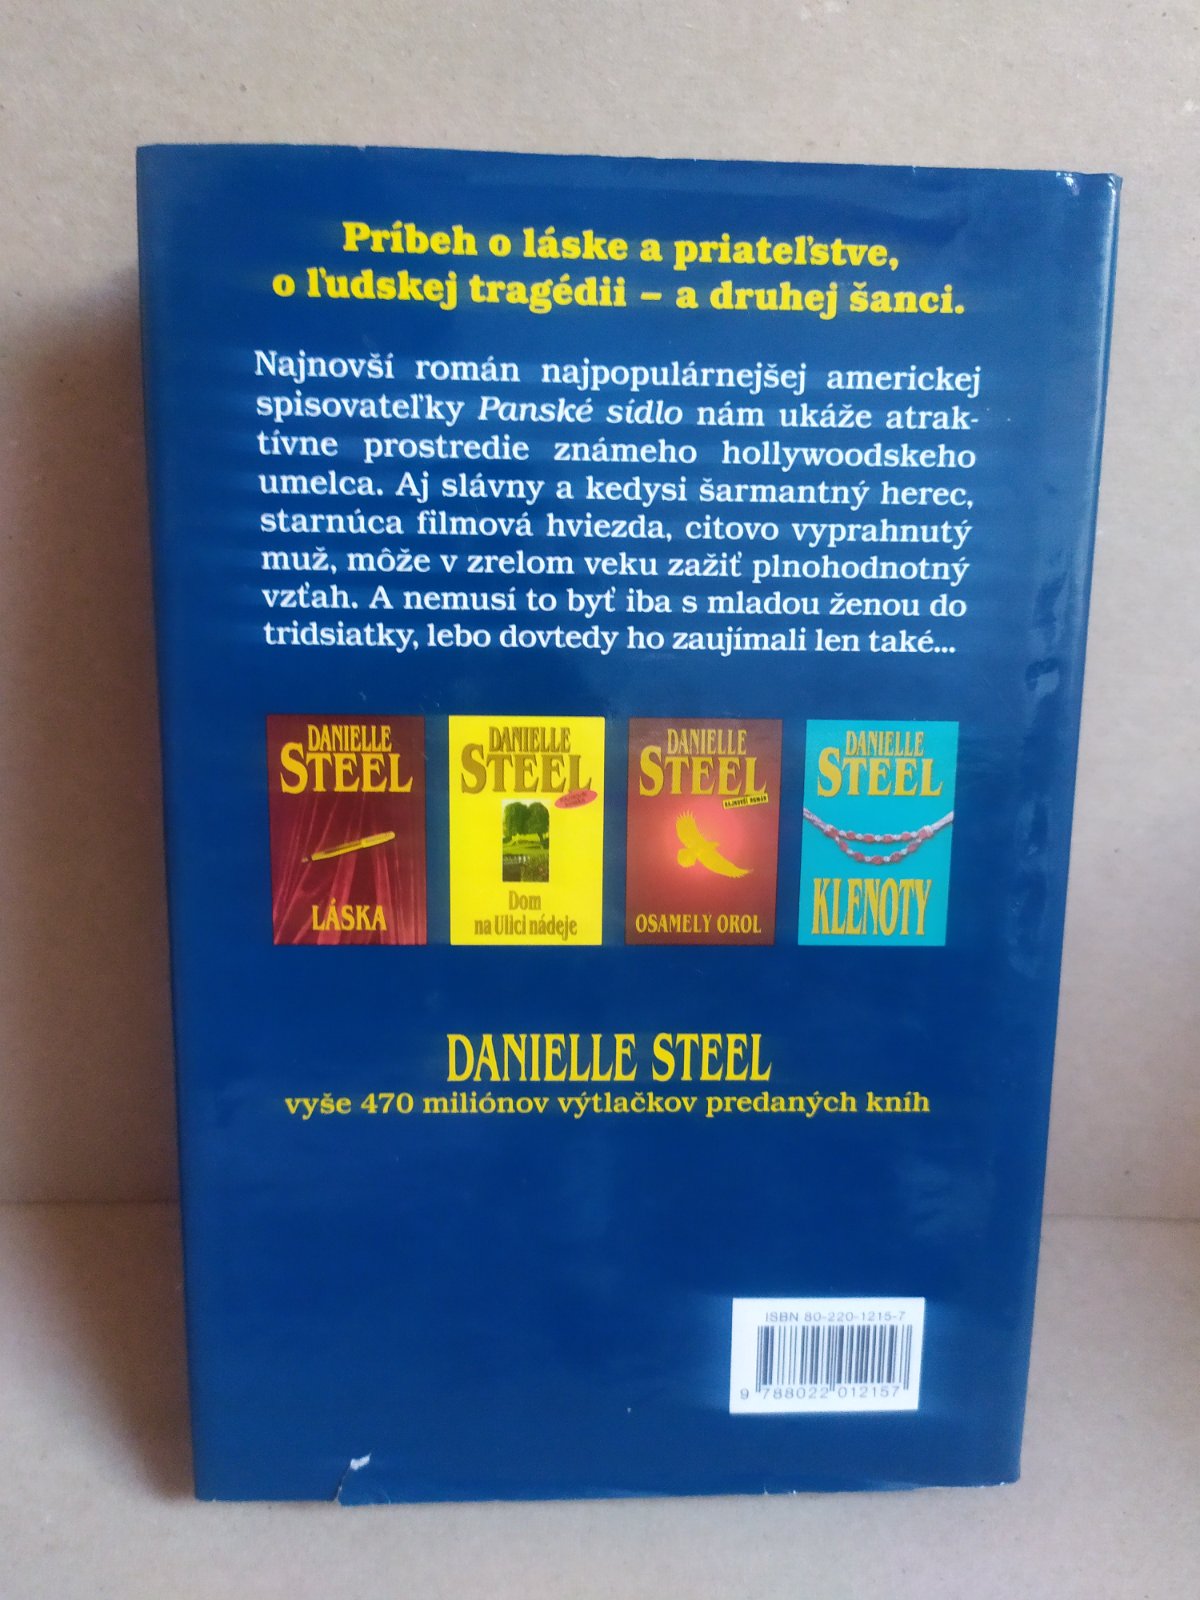 Príbeh o láske a priateľstve,
o ľudskej tragédii – a druhej šanci.
Najnovší román najpopulárnejšej americkej
spisovateľky Panské sídlo nám ukáže atrak-
tívne prostredie známeho hollywoodskeho
umelca. Aj slávny a kedysi šarmantný herec,
starnúca filmová hviezda, citovo vyprahnutý
muž, môže v zrelom veku zažiť plnohodnotný
vzťah. A nemusí to byť iba s mladou ženou do
tridsiatky, lebo dovtedy ho zaujímali len také...
DANIELLE
STEEL
LÁSKA
DANIELLE
STEEL
Dom
na Ulici nádeje
DANIELLE
STEEL
NAJNOVŠÍ ROMÁN
OSAMELÝ OROL
DANIELLE
STEEL
KLENOTY
DANIELLE STEEL
vyše 470 miliónov výtlačkov predaných kníh
ISBN 80-220-1215-7
9 788022 012157